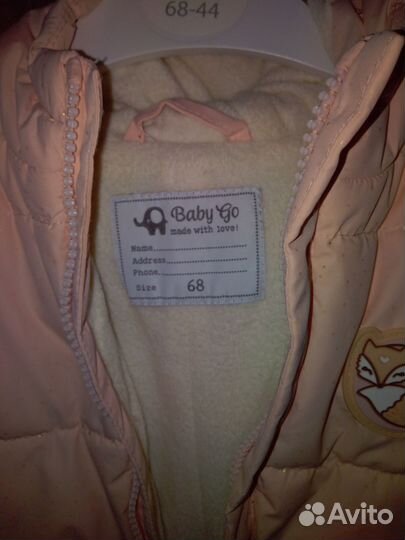 68-44
Baby Go
made with love!
Name
Address
Phone
Size 68
Avito